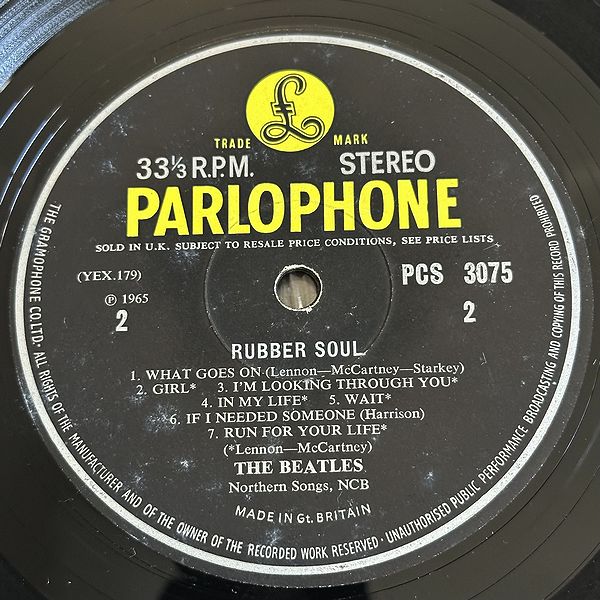 £
TRADE MARK
33⅓ R.P.M. STEREO
PARLOPHONE
SOLD IN U.K. SUBJECT TO RESALE PRICE CONDITIONS, SEE PRICE LISTS
(YEX.179) PCS 3075
℗ 1965
2 2
RUBBER SOUL
1. WHAT GOES ON (Lennon—McCartney—Starkey)
2. GIRL* 3. I'M LOOKING THROUGH YOU*
4. IN MY LIFE* 5. WAIT*
6. IF I NEEDED SOMEONE (Harrison)
7. RUN FOR YOUR LIFE*
(*Lennon—McCartney)
THE BEATLES
Northern Songs, NCB
MADE IN Gt. BRITAIN
THE GRAMOPHONE CO. LTD. ALL RIGHTS OF THE MANUFACTURER AND OF THE OWNER OF THE RECORDED WORK RESERVED · UNAUTHORISED PUBLIC PERFORMANCE BROADCASTING AND COPYING OF THIS RECORD PROHIBITED